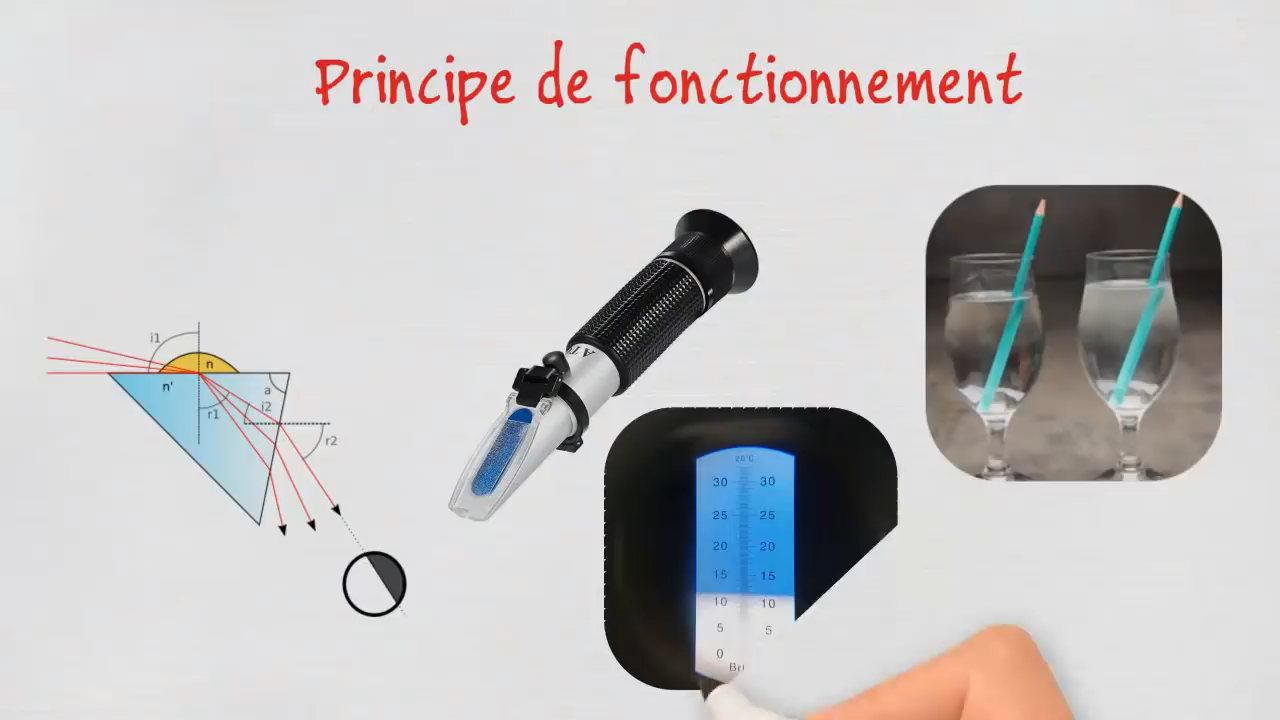 Principe de fonctionnement
i1
n
n'
a
i2
r1
r2
20°C
30 30
25 25
20 20
15 15
10 10
5 5
0